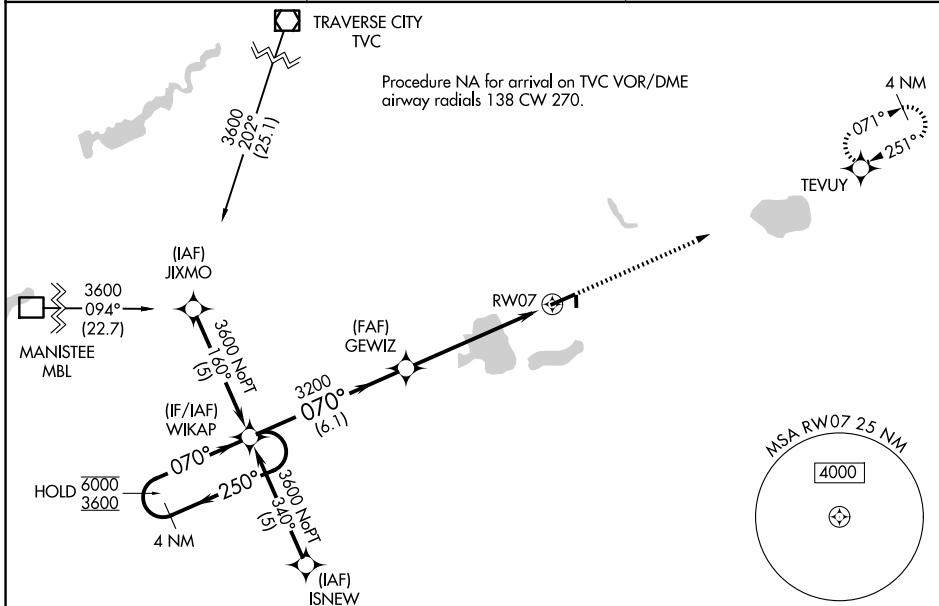 TRAVERSE CITY
TVC
Procedure NA for arrival on TVC VOR/DME
airway radials 138 CW 270.
4 NM
071°
251°
TEVUY
3600
202°
(25.1)
(IAF)
JIXMO
3600
094°
(22.7)
MANISTEE
MBL
RW07
(FAF)
GEWIZ
3600 NoPT
160°
(5)
3200
070°
(6.1)
(IF/IAF)
WIKAP
070°
250°
HOLD 6000
3600
4 NM
3600 NoPT
340°
(5)
(IAF)
ISNEW
MSA RW07 25 NM
4000